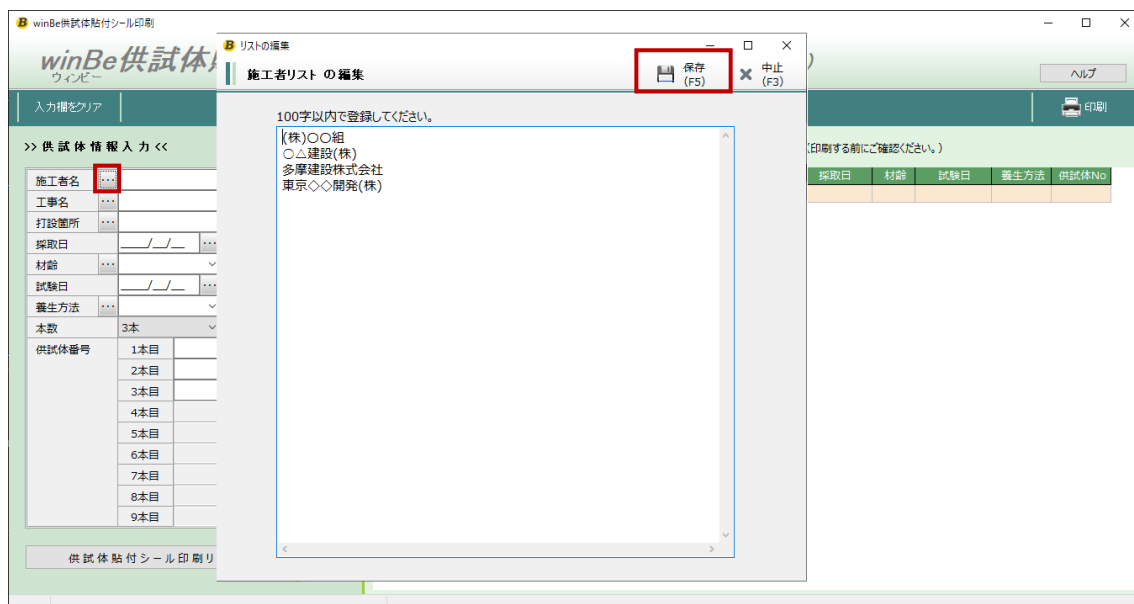 winBe供試体貼付シール印刷
winBe供試体
ウィンビー
)
ヘルプ
入力欄をクリア
印刷
>> 供 試 体 情 報 入 力 <<
(印刷する前にご確認ください。)
施工者名 ...
工事名 ...
打設箇所 ...
採取日 ____/__/__ ...
材齢 ...
試験日 ____/__/__ ...
養生方法 ...
本数 3本
供試体番号 1本目
2本目
3本目
4本目
5本目
6本目
7本目
8本目
9本目
供 試 体 貼 付 シ ー ル 印 刷 リ
採取日 材齢 試験日 養生方法 供試体No
リストの編集
施工者リスト の 編集
保存
(F5)
中止
(F3)
100字以内で登録してください。
(株)○○組
○△建設(株)
多摩建設株式会社
東京◇◇開発(株)